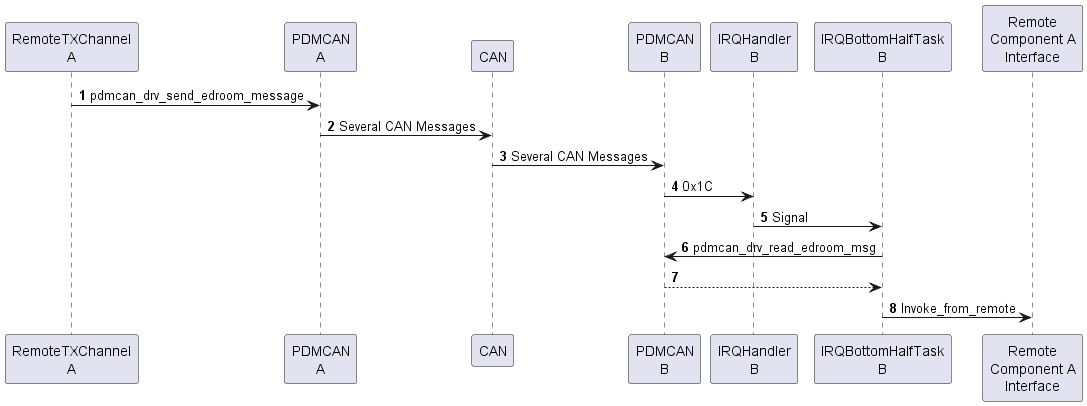 RemoteTXChannel
A
PDMCAN
A
CAN
PDMCAN
B
IRQHandler
B
IRQBottomHalfTask
B
Remote
Component A
Interface
1 pdmcan_drv_send_edroom_message
2 Several CAN Messages
3 Several CAN Messages
4 0x1C
5 Signal
6 pdmcan_drv_read_edroom_msg
7
8 Invoke_from_remote
RemoteTXChannel
A
PDMCAN
A
CAN
PDMCAN
B
IRQHandler
B
IRQBottomHalfTask
B
Remote
Component A
Interface